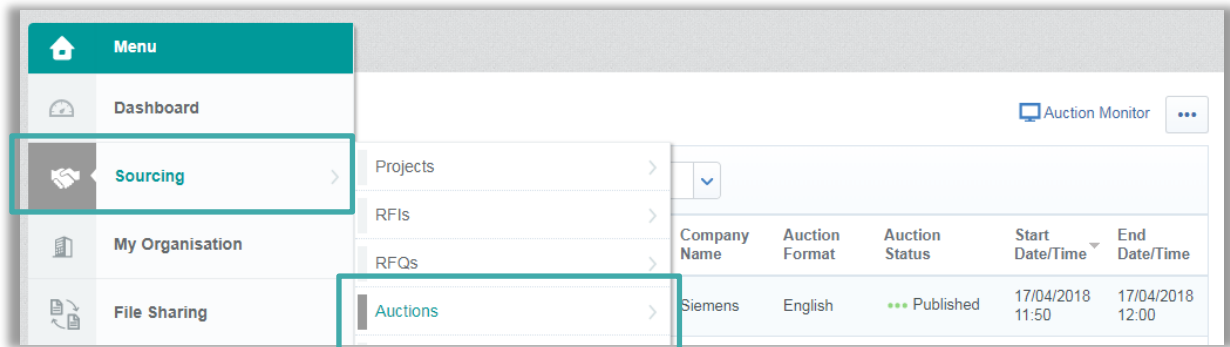 Menu
Dashboard
Auction Monitor
Sourcing
Projects
RFIs
My Organisation
RFQs
Company Name
Auction Format
Auction Status
Start Date/Time
End Date/Time
File Sharing
Auctions
Siemens
English
Published
17/04/2018 11:50
17/04/2018 12:00